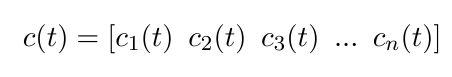 c(t) = [c₁(t) c₂(t) c₃(t) ... cₙ(t)]